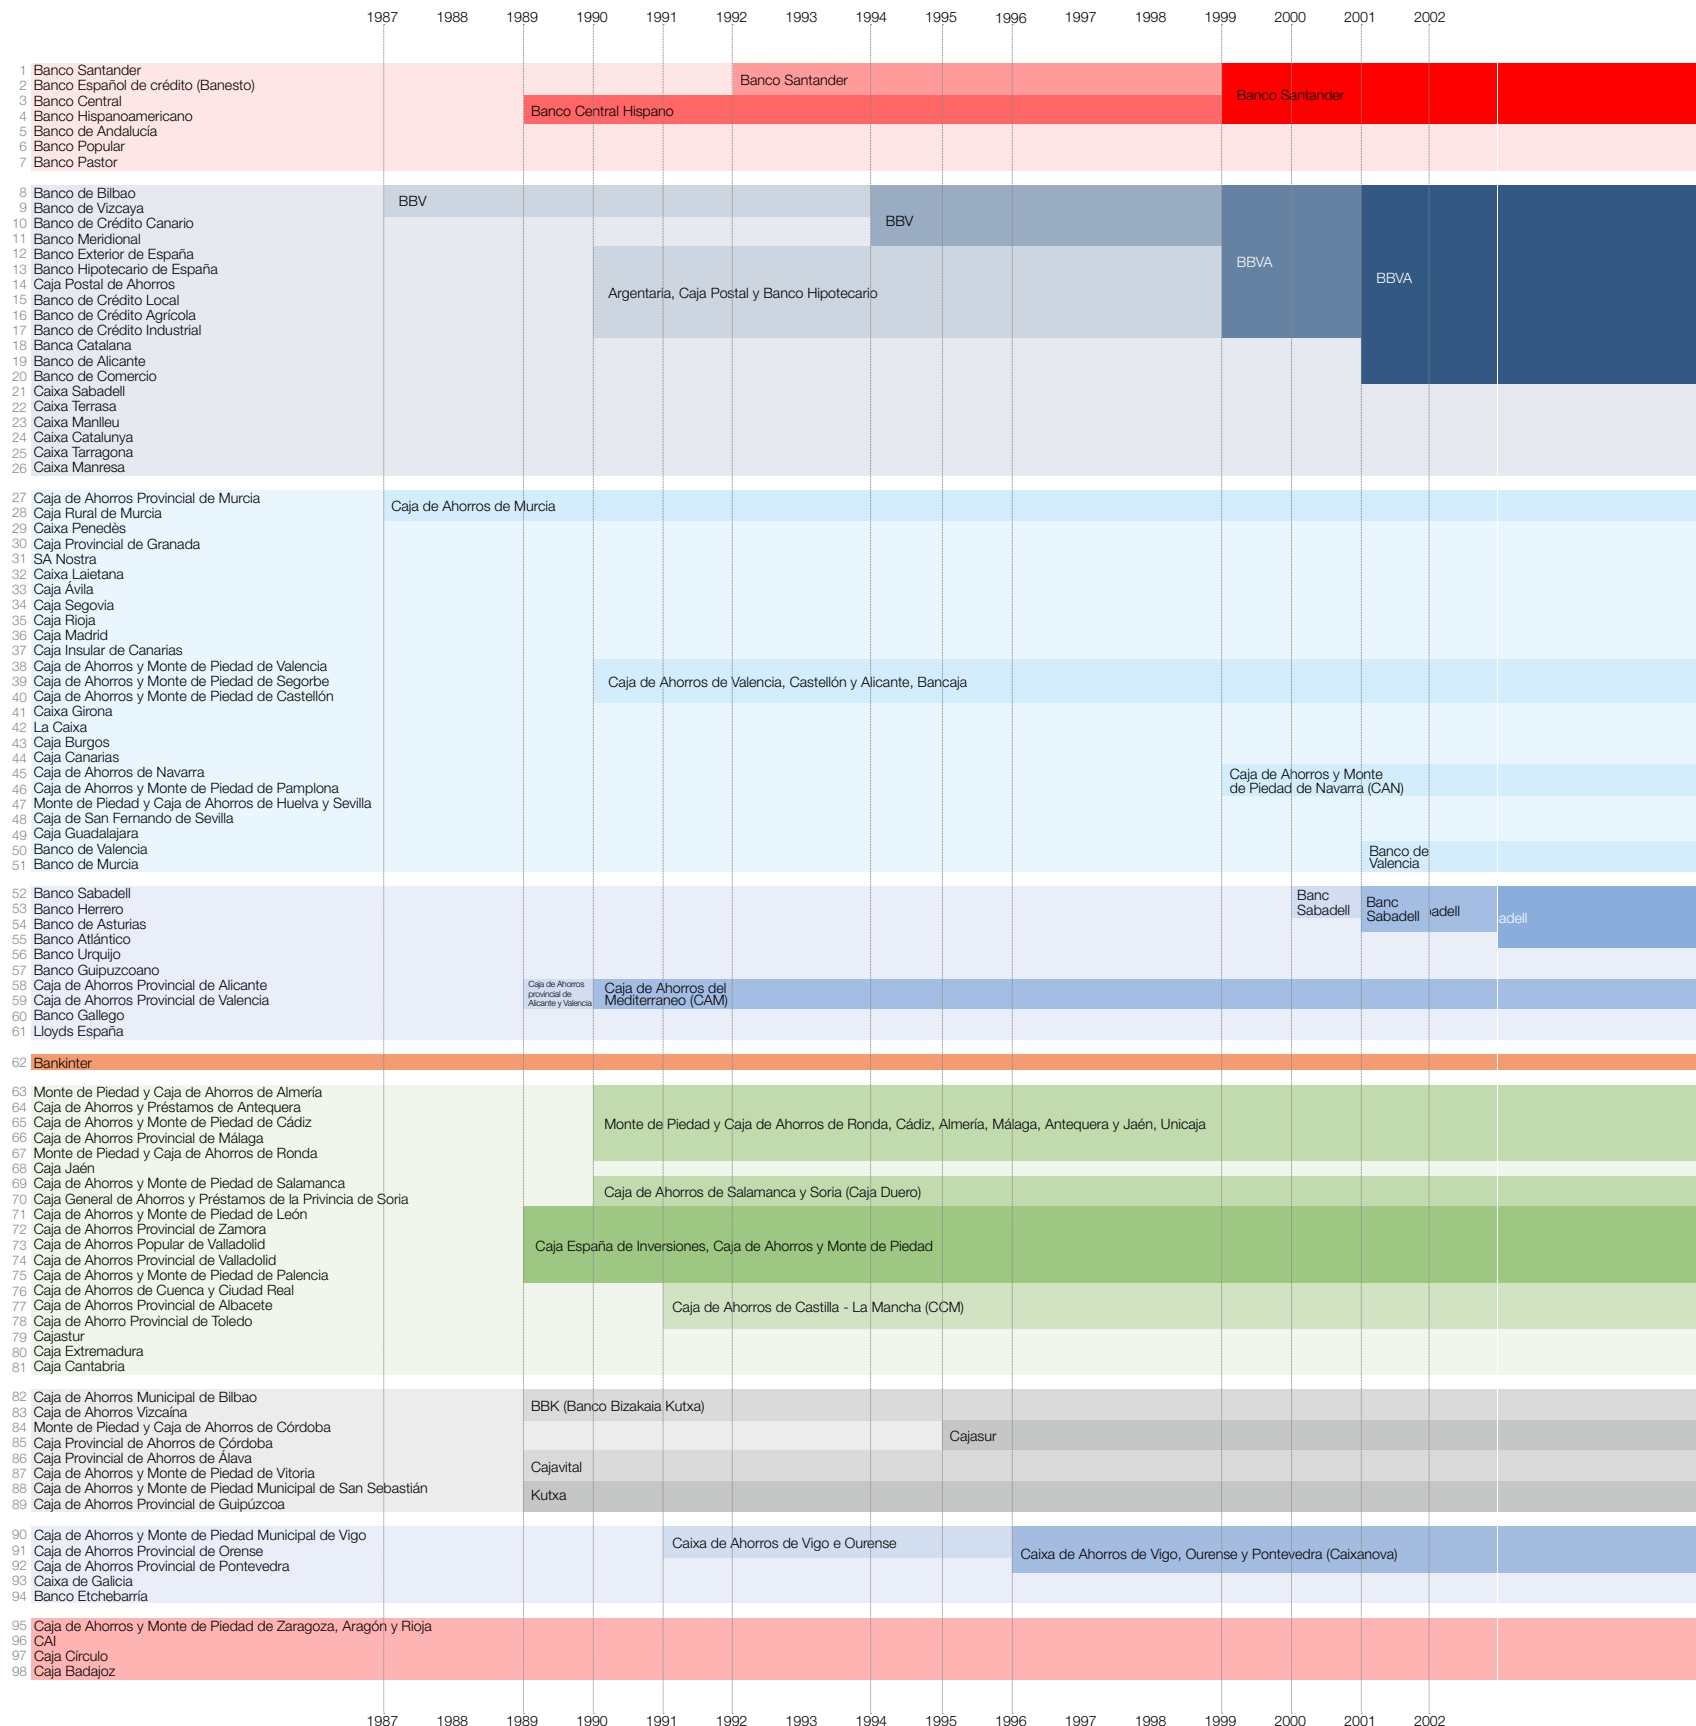 1987 1988 1989 1990 1991 1992 1993 1994 1995 1996 1997 1998 1999 2000 2001 2002
1 Banco Santander
2 Banco Español de crédito (Banesto)
3 Banco Central
4 Banco Hispanoamericano
5 Banco de Andalucía
6 Banco Popular
7 Banco Pastor
Banco Santander
Banco Central Hispano
Banco Santander
8 Banco de Bilbao
9 Banco de Vizcaya
10 Banco de Crédito Canario
11 Banco Meridional
12 Banco Exterior de España
13 Banco Hipotecario de España
14 Caja Postal de Ahorros
15 Banco de Crédito Local
16 Banco de Crédito Agrícola
17 Banco de Crédito Industrial
18 Banca Catalana
19 Banco de Alicante
20 Banco de Comercio
21 Caixa Sabadell
22 Caixa Terrasa
23 Caixa Manlleu
24 Caixa Catalunya
25 Caixa Tarragona
26 Caixa Manresa
BBV
BBV
Argentaria, Caja Postal y Banco Hipotecario
BBVA
BBVA
27 Caja de Ahorros Provincial de Murcia
28 Caja Rural de Murcia
29 Caixa Penedès
30 Caja Provincial de Granada
31 SA Nostra
32 Caixa Laietana
33 Caja Ávila
34 Caja Segovia
35 Caja Rioja
36 Caja Madrid
37 Caja Insular de Canarias
38 Caja de Ahorros y Monte de Piedad de Valencia
39 Caja de Ahorros y Monte de Piedad de Segorbe
40 Caja de Ahorros y Monte de Piedad de Castellón
41 Caixa Girona
42 La Caixa
43 Caja Burgos
44 Caja Canarias
45 Caja de Ahorros de Navarra
46 Caja de Ahorros y Monte de Piedad de Pamplona
47 Monte de Piedad y Caja de Ahorros de Huelva y Sevilla
48 Caja de San Fernando de Sevilla
49 Caja Guadalajara
50 Banco de Valencia
51 Banco de Murcia
Caja de Ahorros de Murcia
Caja de Ahorros de Valencia, Castellón y Alicante, Bancaja
Caja de Ahorros y Monte
de Piedad de Navarra (CAN)
Banco de
Valencia
52 Banco Sabadell
53 Banco Herrero
54 Banco de Asturias
55 Banco Atlántico
56 Banco Urquijo
57 Banco Guipuzcoano
58 Caja de Ahorros Provincial de Alicante
59 Caja de Ahorros Provincial de Valencia
60 Banco Gallego
61 Lloyds España
Banc
Sabadell
Banc
Sabadell
adell
adell
Caja de Ahorros
provincial de
Alicante y Valencia
Caja de Ahorros del
Mediterraneo (CAM)
62 Bankinter
63 Monte de Piedad y Caja de Ahorros de Almería
64 Caja de Ahorros y Préstamos de Antequera
65 Caja de Ahorros y Monte de Piedad de Cádiz
66 Caja de Ahorros Provincial de Málaga
67 Monte de Piedad y Caja de Ahorros de Ronda
68 Caja Jaén
69 Caja de Ahorros y Monte de Piedad de Salamanca
70 Caja General de Ahorros y Préstamos de la Privincia de Soria
71 Caja de Ahorros y Monte de Piedad de León
72 Caja de Ahorros Provincial de Zamora
73 Caja de Ahorros Popular de Valladolid
74 Caja de Ahorros Provincial de Valladolid
75 Caja de Ahorros y Monte de Piedad de Palencia
76 Caja de Ahorros de Cuenca y Ciudad Real
77 Caja de Ahorros Provincial de Albacete
78 Caja de Ahorro Provincial de Toledo
79 Cajastur
80 Caja Extremadura
81 Caja Cantabria
Monte de Piedad y Caja de Ahorros de Ronda, Cádiz, Almería, Málaga, Antequera y Jaén, Unicaja
Caja de Ahorros de Salamanca y Soria (Caja Duero)
Caja España de Inversiones, Caja de Ahorros y Monte de Piedad
Caja de Ahorros de Castilla - La Mancha (CCM)
82 Caja de Ahorros Municipal de Bilbao
83 Caja de Ahorros Vizcaína
84 Monte de Piedad y Caja de Ahorros de Córdoba
85 Caja Provincial de Ahorros de Córdoba
86 Caja Provincial de Ahorros de Álava
87 Caja de Ahorros y Monte de Piedad de Vitoria
88 Caja de Ahorros y Monte de Piedad Municipal de San Sebastián
89 Caja de Ahorros Provincial de Guipúzcoa
BBK (Banco Bizakaia Kutxa)
Cajasur
Cajavital
Kutxa
90 Caja de Ahorros y Monte de Piedad Municipal de Vigo
91 Caja de Ahorros Provincial de Orense
92 Caja de Ahorros Provincial de Pontevedra
93 Caixa de Galicia
94 Banco Etchebarría
Caixa de Ahorros de Vigo e Ourense
Caixa de Ahorros de Vigo, Ourense y Pontevedra (Caixanova)
95 Caja de Ahorros y Monte de Piedad de Zaragoza, Aragón y Rioja
96 CAI
97 Caja Círculo
98 Caja Badajoz
1987 1988 1989 1990 1991 1992 1993 1994 1995 1996 1997 1998 1999 2000 2001 2002